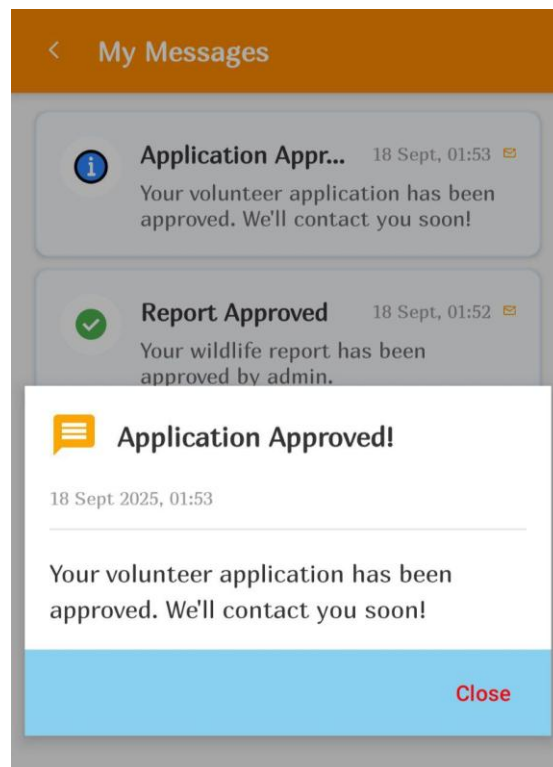 My Messages
Application Appr... 18 Sept, 01:53
Your volunteer application has been
approved. We'll contact you soon!
Report Approved 18 Sept, 01:52
Your wildlife report has been
approved by admin.
Application Approved!
18 Sept 2025, 01:53
Your volunteer application has been
approved. We'll contact you soon!
Close